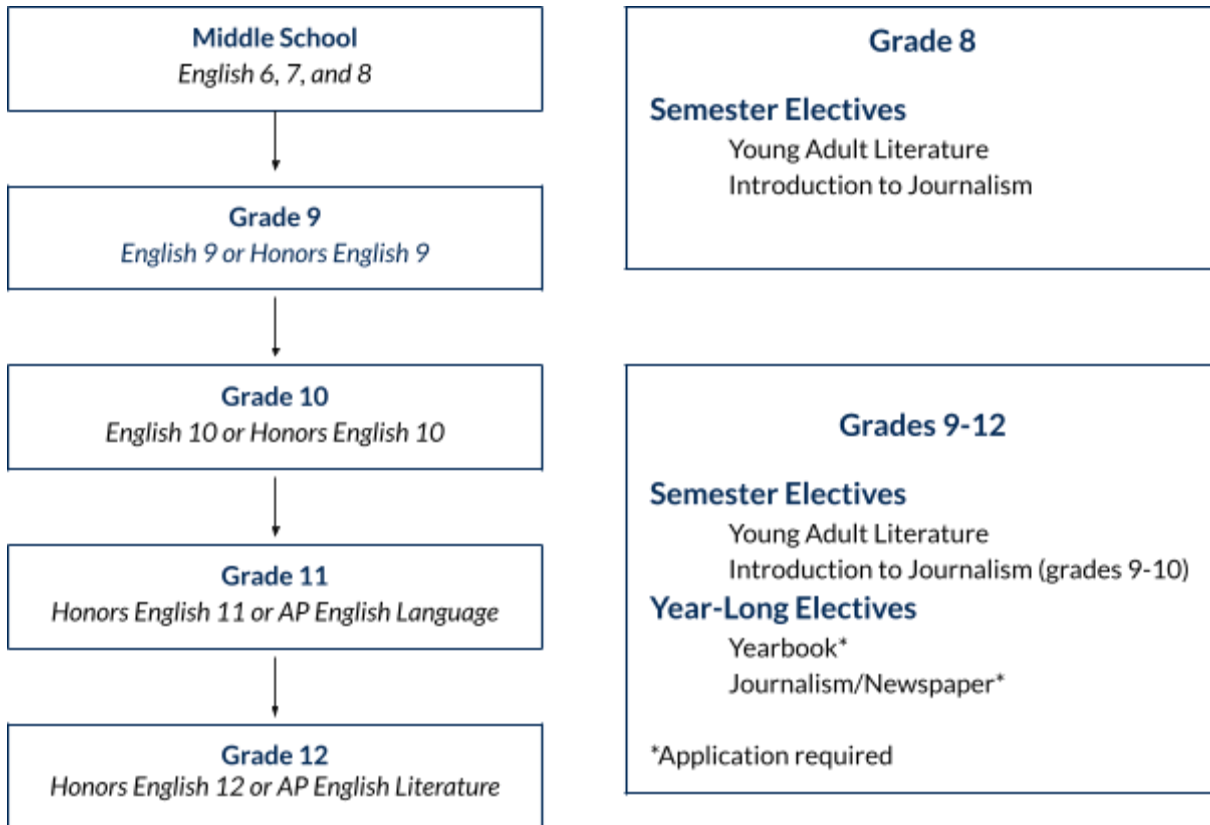 Middle School
English 6, 7, and 8
Grade 9
English 9 or Honors English 9
Grade 10
English 10 or Honors English 10
Grade 11
Honors English 11 or AP English Language
Grade 12
Honors English 12 or AP English Literature
Grade 8
Semester Electives
Young Adult Literature
Introduction to Journalism
Grades 9-12
Semester Electives
Young Adult Literature
Introduction to Journalism (grades 9-10)
Year-Long Electives
Yearbook*
Journalism/Newspaper*
*Application required